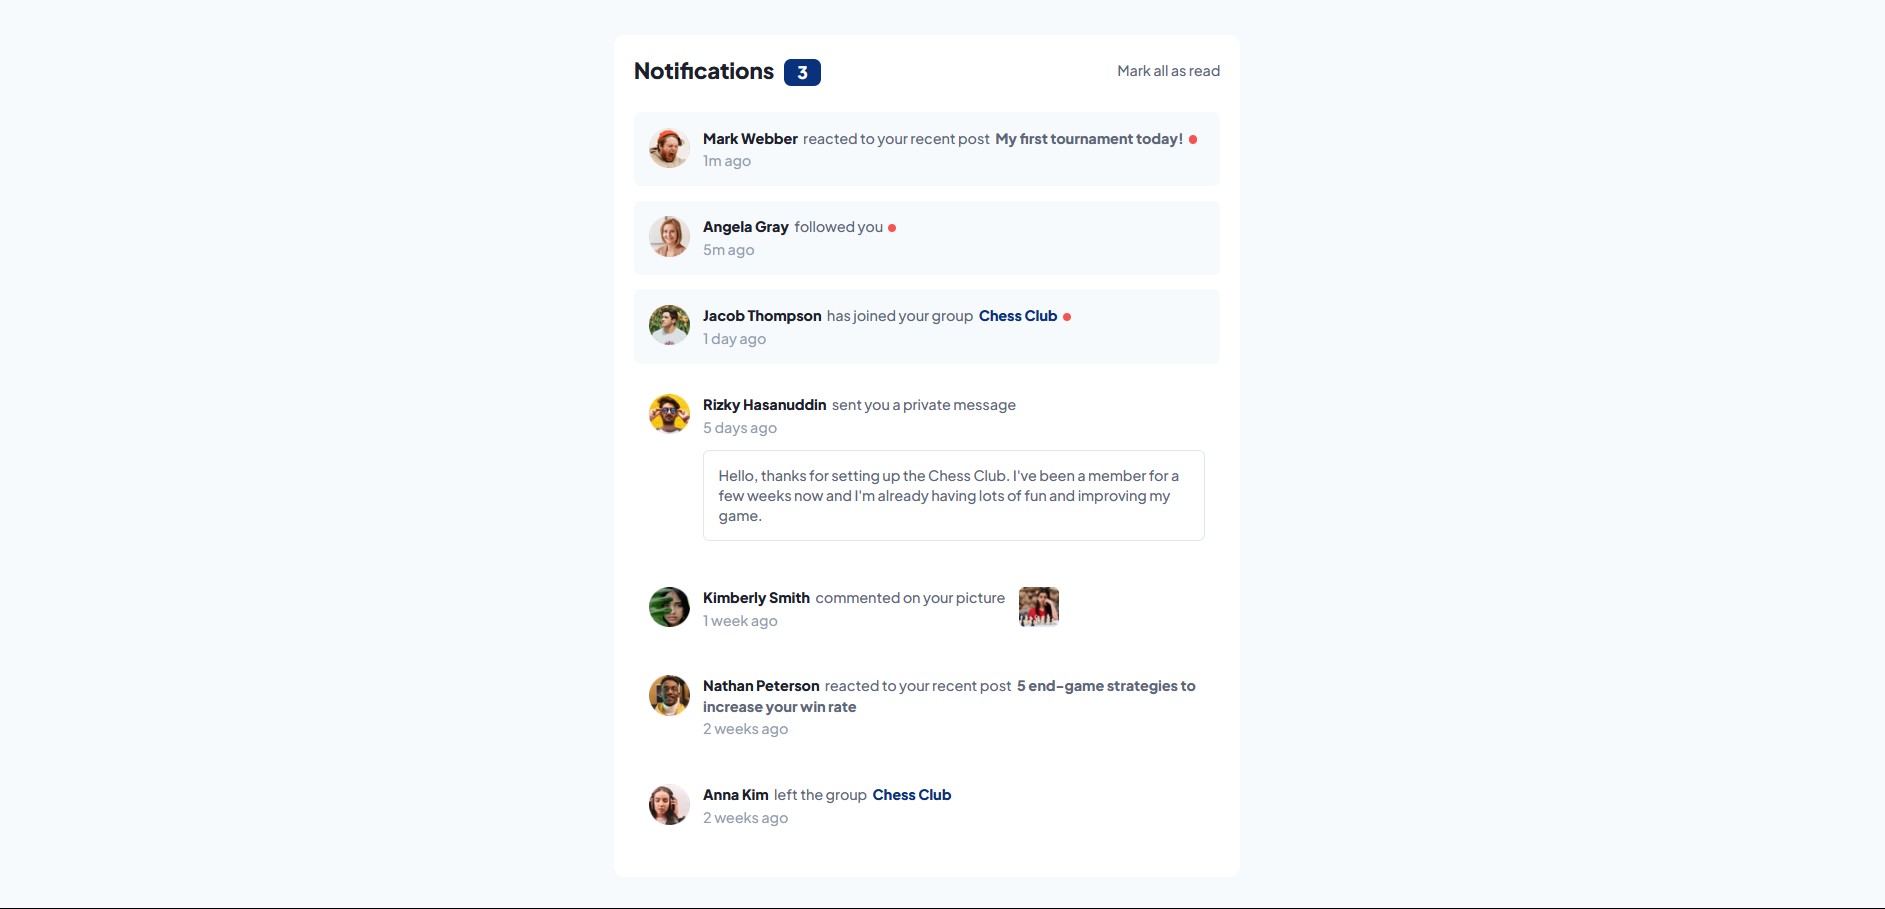 Notifications 3 Mark all as read
Mark Webber reacted to your recent post My first tournament today!
1m ago
Angela Gray followed you
5m ago
Jacob Thompson has joined your group Chess Club
1 day ago
Rizky Hasanuddin sent you a private message
5 days ago
Hello, thanks for setting up the Chess Club. I've been a member for a
few weeks now and I'm already having lots of fun and improving my
game.
Kimberly Smith commented on your picture
1 week ago
Nathan Peterson reacted to your recent post 5 end-game strategies to
increase your win rate
2 weeks ago
Anna Kim left the group Chess Club
2 weeks ago